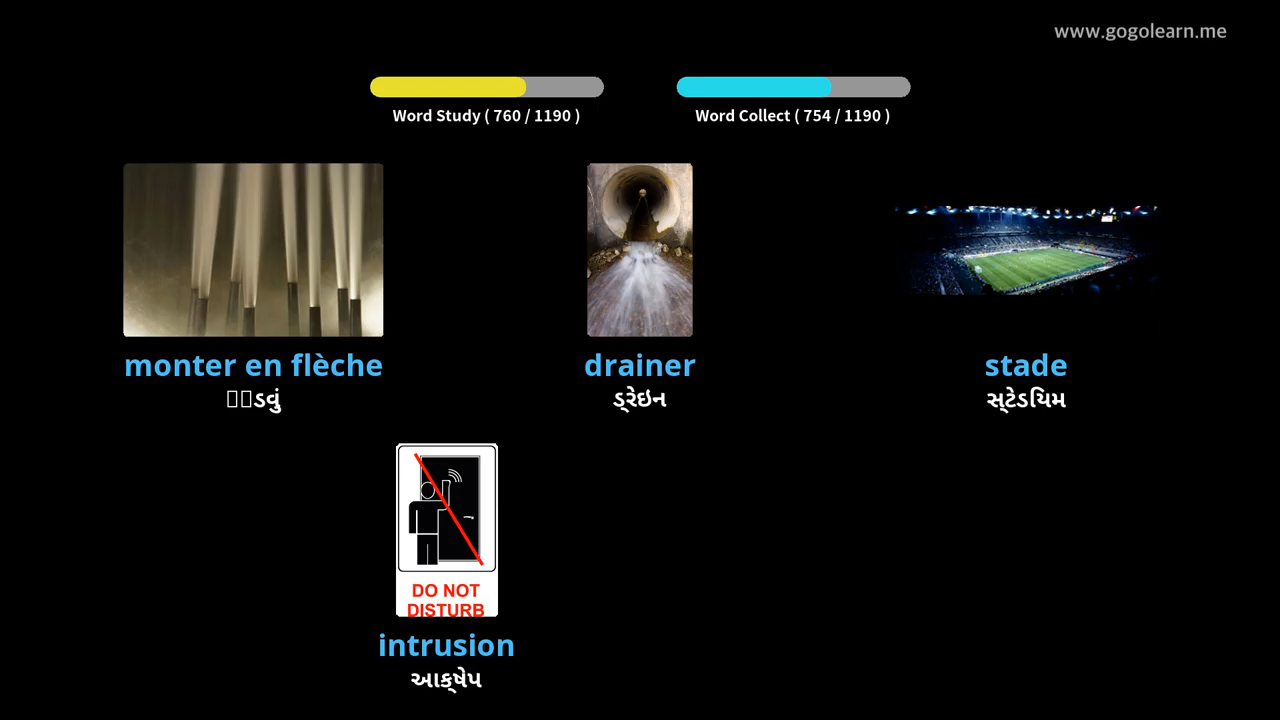 www.gogolearn.me
Word Study ( 760 / 1190 )
Word Collect ( 754 / 1190 )
monter en flèche
drainer
ડ્રેઇન
stade
સ્ટેડિયમ
DO NOT
DISTURB
intrusion
આક્ષેપ